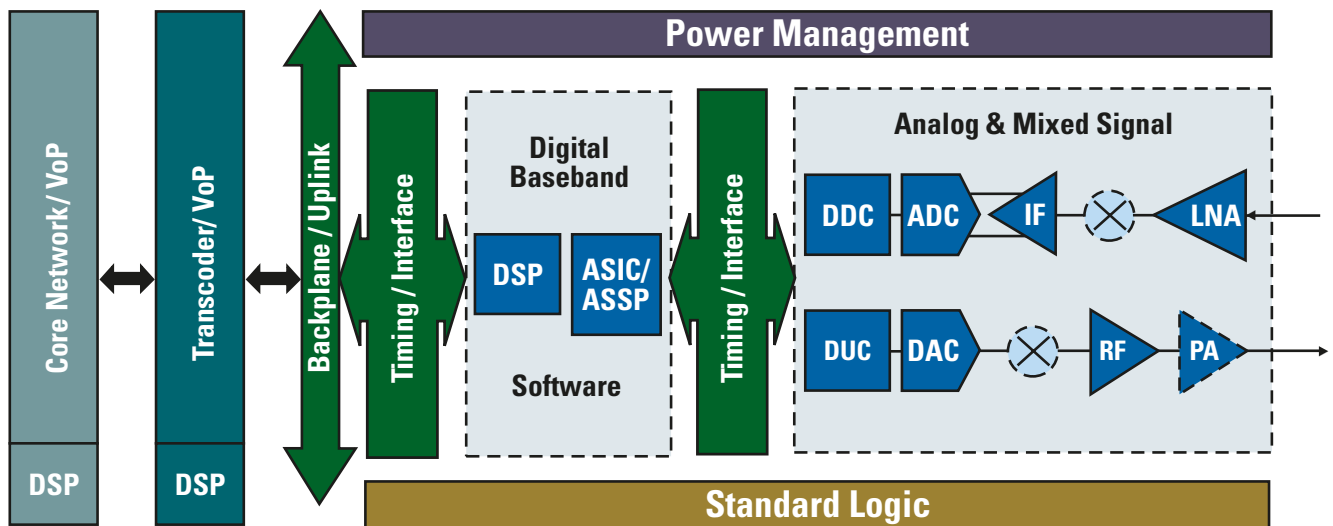 Core Network/ VoP
DSP
Transcoder/ VoP
DSP
Backplane / Uplink
Power Management
Timing / Interface
Digital
Baseband
DSP
ASIC/
ASSP
Software
Timing / Interface
Analog & Mixed Signal
DDC
ADC
IF
LNA
DUC
DAC
RF
PA
Standard Logic